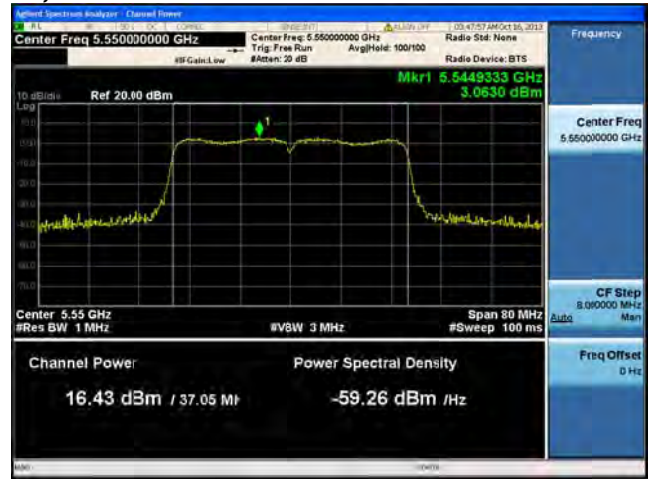 Agilent Spectrum Analyzer - Channel Power
Center Freq 5.550000000 GHz
#IFGain:Low
Center Freq: 5.550000000 GHz
Trig: Free Run Avg|Hold: 100/100
#Atten: 20 dB
ALIGN OFF
03:47:57 AM Oct 16, 2013
Radio Std: None
Radio Device: BTS
Frequency
Mkr1 5.5449333 GHz
3.0630 dBm
10 dB/div Ref 20.00 dBm
Log
1
Center 5.55 GHz
#Res BW 1 MHz
#VBW 3 MHz
Span 80 MHz
#Sweep 100 ms
Channel Power
16.43 dBm / 37.05 MH
Power Spectral Density
-59.26 dBm /Hz
Center Freq
5.550000000 GHz
CF Step
8.000000 MHz
Auto Man
Freq Offset
0 Hz